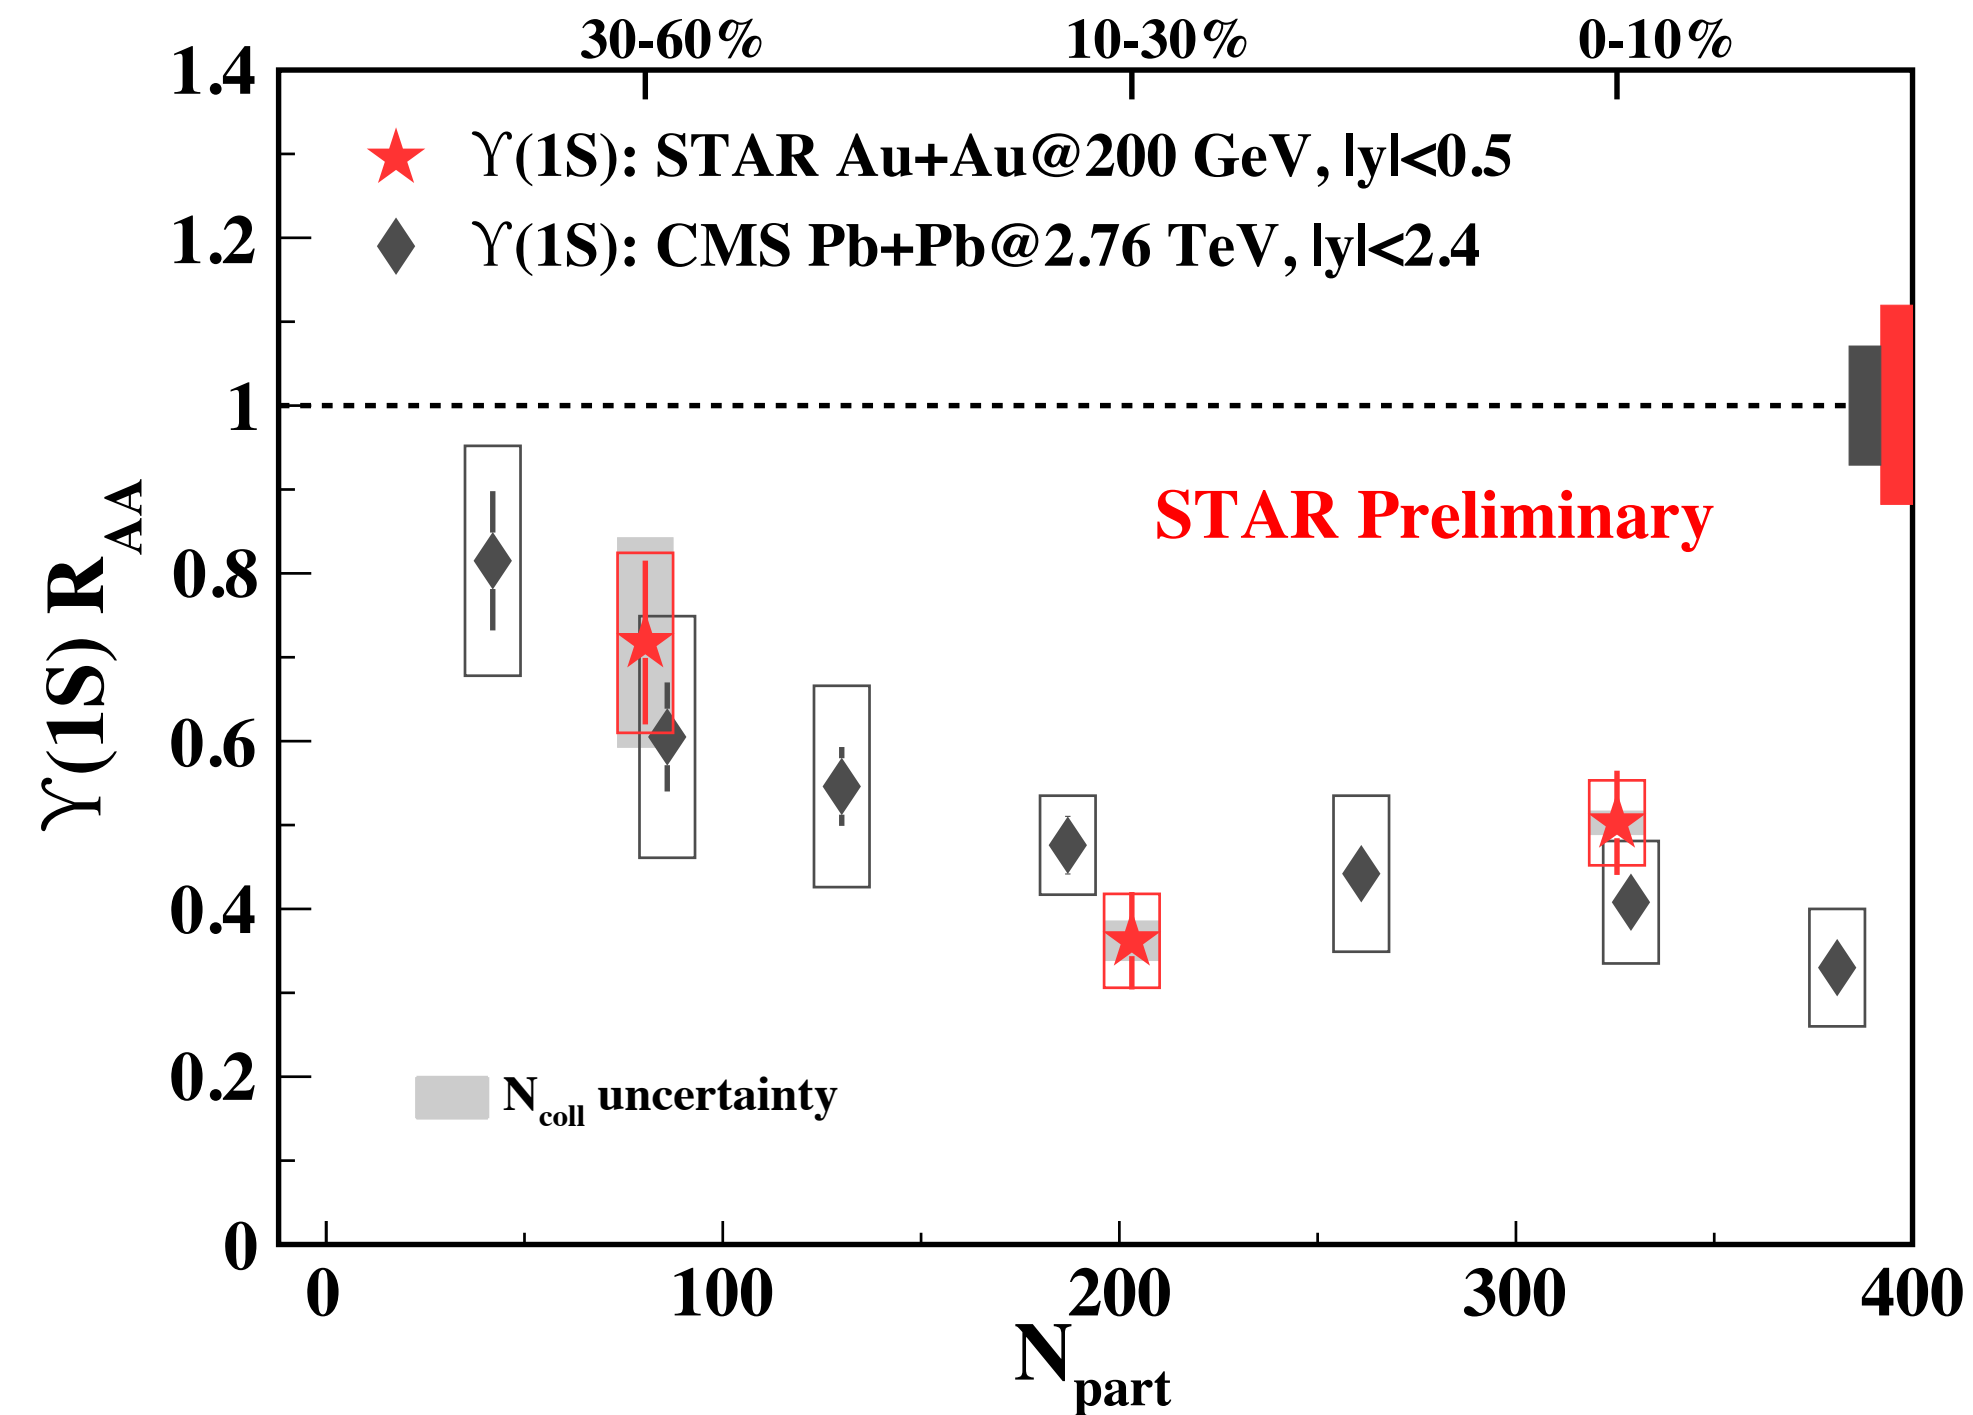 30-60% 10-30% 0-10%
1.4
ϒ(1S): STAR Au+Au@200 GeV, |y|<0.5
1.2
ϒ(1S): CMS Pb+Pb@2.76 TeV, |y|<2.4
1
STAR Preliminary
ϒ(1S) R_AA
0.8
0.6
0.4
0.2
N_coll uncertainty
0
0 100 200 300 400
N_part